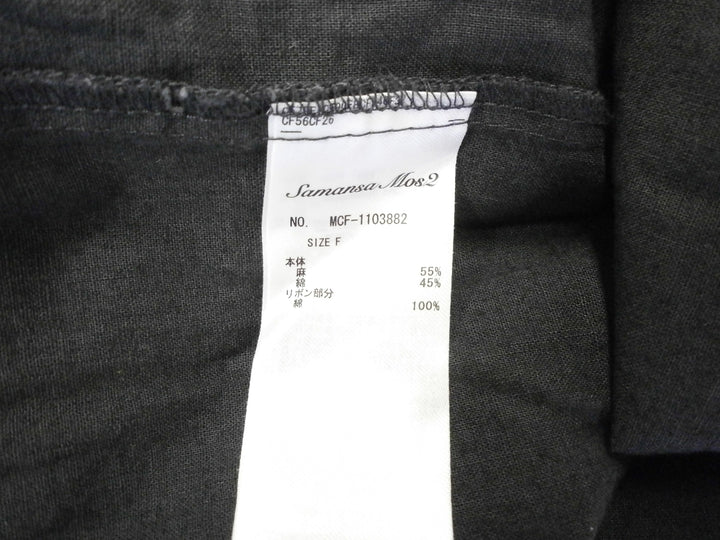 CF56CF26
Samansa Mos2
NO. MCF-1103882
SIZE F
本体
麻 55%
綿 45%
リボン部分
綿 100%